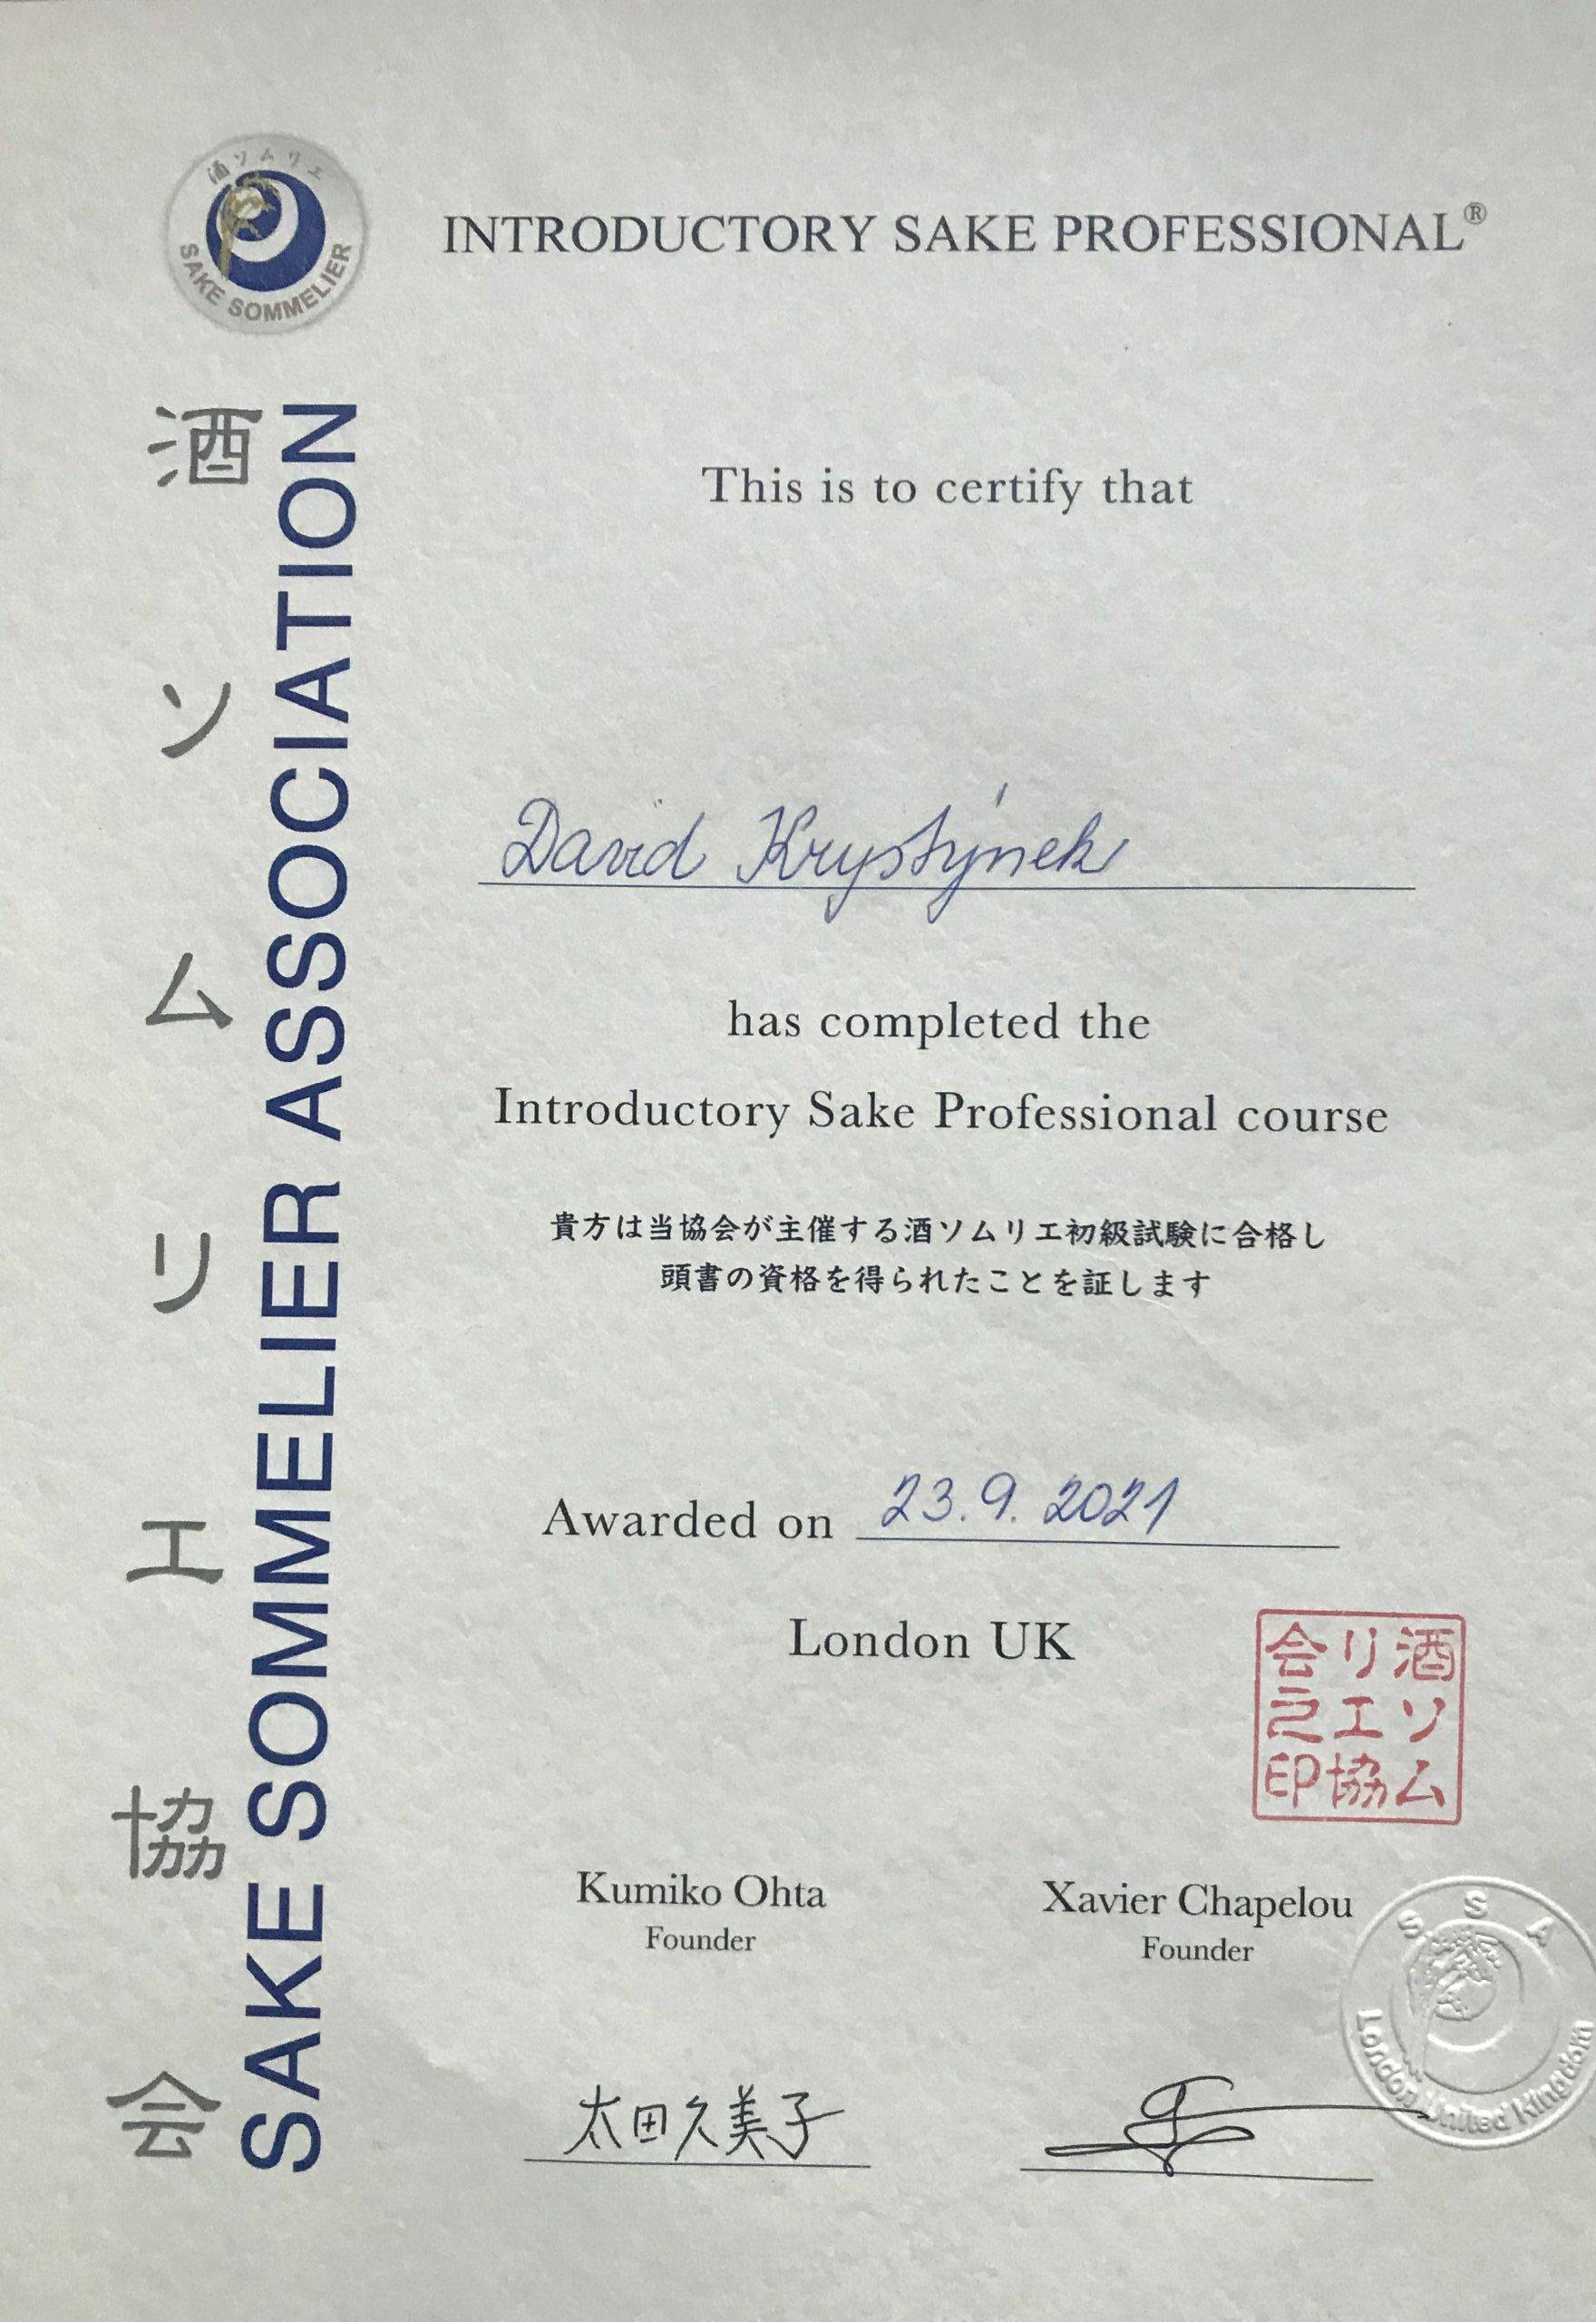 酒ソムリエ
SAKE SOMMELIER
INTRODUCTORY SAKE PROFESSIONAL®
酒ソムリエ協会
SAKE SOMMELIER ASSOCIATION
This is to certify that
David Krystýnek
has completed the
Introductory Sake Professional course
貴方は当協会が主催する酒ソムリエ初級試験に合格し
頭書の資格を得られたことを証します
Awarded on 23.9.2021
London UK
酒ソム
リエ協
会之印
Kumiko Ohta
Founder
Xavier Chapelou
Founder
SSA
London United Kingdom
太田久美子